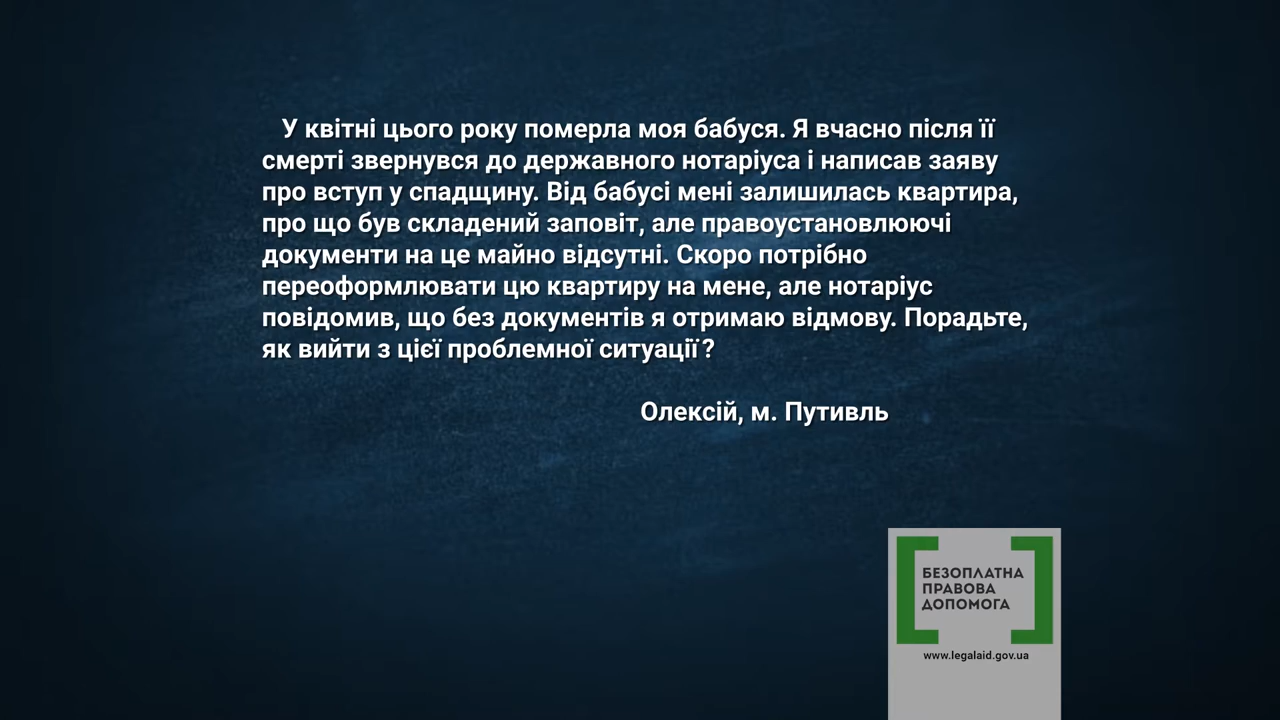 У квітні цього року померла моя бабуся. Я вчасно після її
смерті звернувся до державного нотаріуса і написав заяву
про вступ у спадщину. Від бабусі мені залишилась квартира,
про що був складений заповіт, але правоустановлюючі
документи на це майно відсутні. Скоро потрібно
переоформлювати цю квартиру на мене, але нотаріус
повідомив, що без документів я отримаю відмову. Порадьте,
як вийти з цієї проблемної ситуації?
Олексій, м. Путивль
БЕЗОПЛАТНА
ПРАВОВА
ДОПОМОГА
www.legalaid.gov.ua